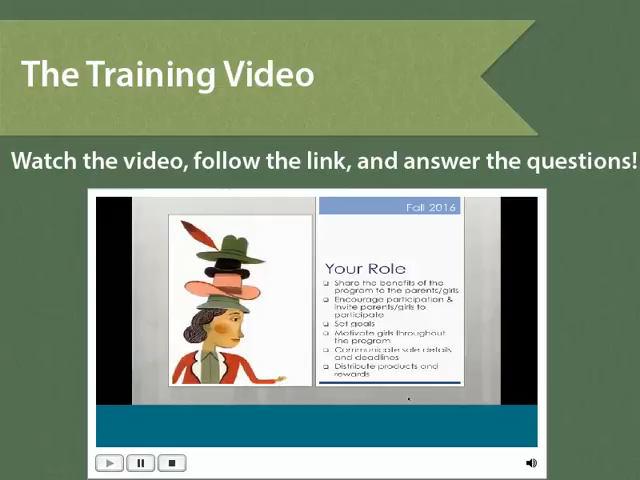 The Training Video
Watch the video, follow the link, and answer the questions!
Fall 2016
Your Role
Share the benefits of the
program to the parents/girls
Encourage participation &
invite parents/girls to
participate
Set goals
Motivate girls throughout
the program
Communicate sale details
and deadlines
Distribute products and
rewards